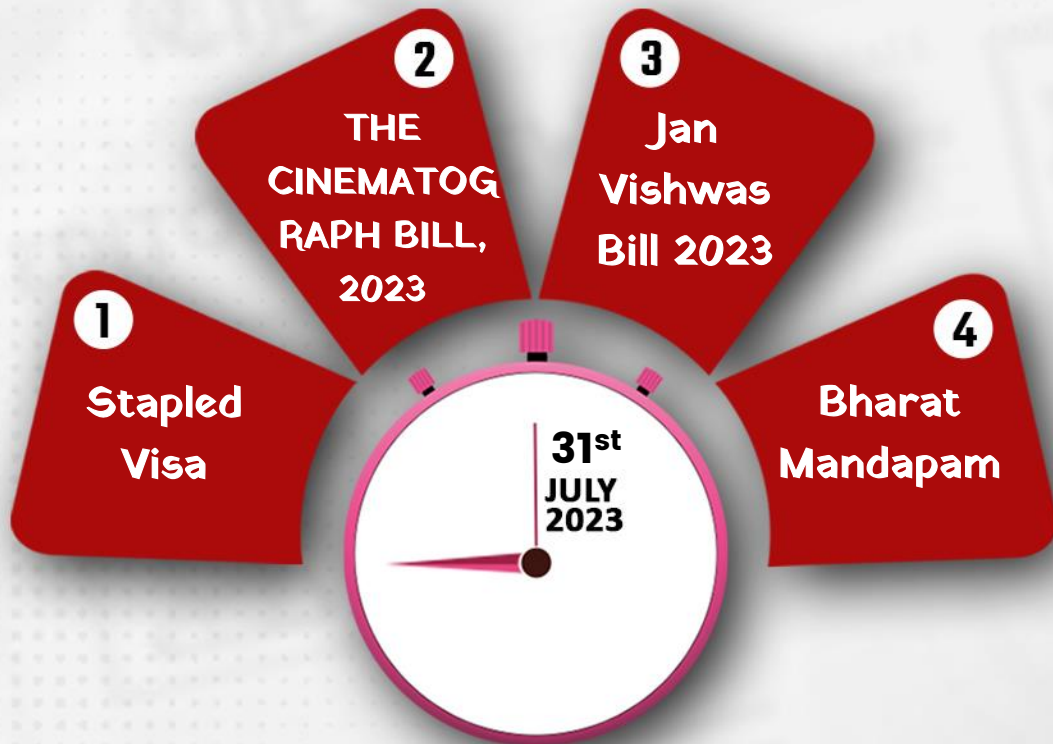 1
Stapled
Visa
2
THE
CINEMATOG
RAPH BILL,
2023
3
Jan
Vishwas
Bill 2023
4
Bharat
Mandapam
31st
JULY
2023